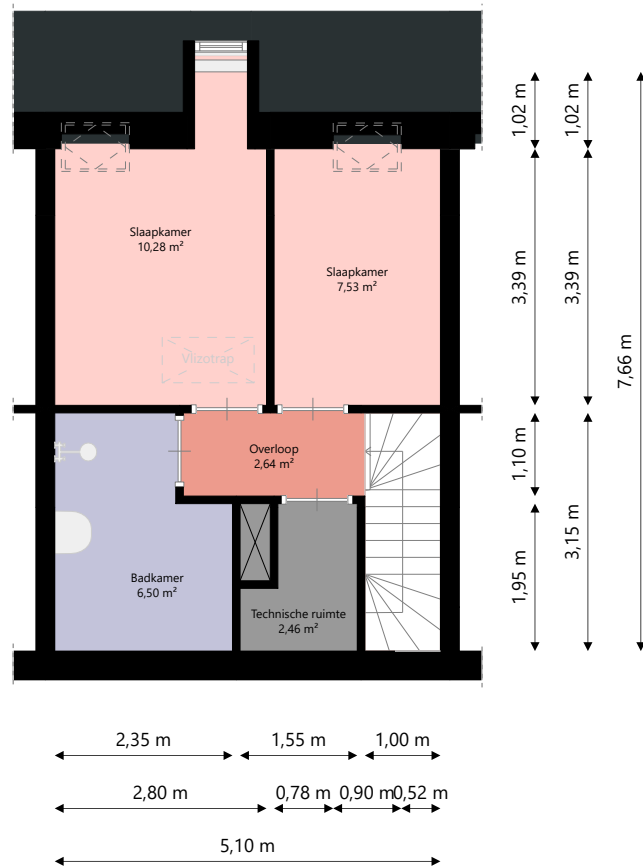 Slaapkamer
10,28 m²
Slaapkamer
7,53 m²
Vlizotrap
Overloop
2,64 m²
Badkamer
6,50 m²
Technische ruimte
2,46 m²
1,02 m
1,02 m
3,39 m
3,39 m
7,66 m
1,10 m
3,15 m
1,95 m
2,35 m
1,55 m
1,00 m
2,80 m
0,78 m
0,90 m
0,52 m
5,10 m